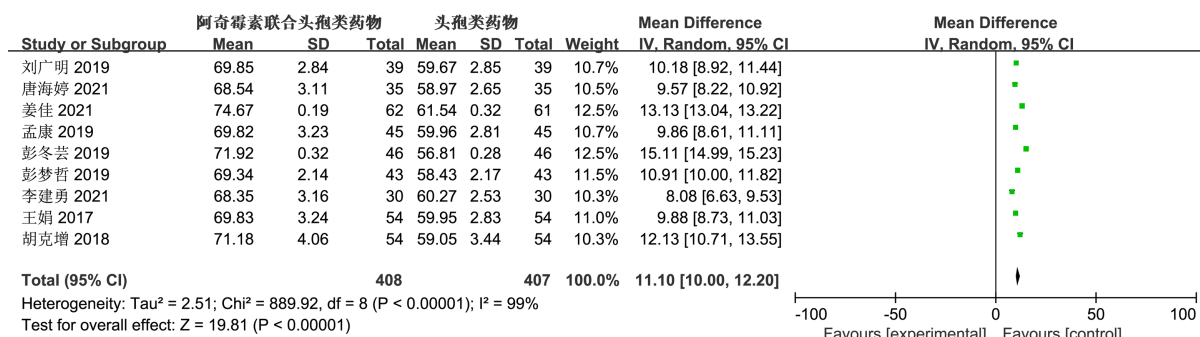 阿奇霉素联合头孢类药物 头孢类药物 Mean Difference Mean Difference
Study or Subgroup Mean SD Total Mean SD Total Weight IV, Random, 95% CI IV, Random, 95% CI
刘广明 2019 69.85 2.84 39 59.67 2.85 39 10.7% 10.18 [8.92, 11.44]
唐海婷 2021 68.54 3.11 35 58.97 2.65 35 10.5% 9.57 [8.22, 10.92]
姜佳 2021 74.67 0.19 62 61.54 0.32 61 12.5% 13.13 [13.04, 13.22]
孟康 2019 69.82 3.23 45 59.96 2.81 45 10.7% 9.86 [8.61, 11.11]
彭冬芸 2019 71.92 0.32 46 56.81 0.28 46 12.5% 15.11 [14.99, 15.23]
彭梦哲 2019 69.34 2.14 43 58.43 2.17 43 11.5% 10.91 [10.00, 11.82]
李建勇 2021 68.35 3.16 30 60.27 2.53 30 10.3% 8.08 [6.63, 9.53]
王娟 2017 69.83 3.24 54 59.95 2.83 54 11.0% 9.88 [8.73, 11.03]
胡克增 2018 71.18 4.06 54 59.05 3.44 54 10.3% 12.13 [10.71, 13.55]
Total (95% CI) 408 407 100.0% 11.10 [10.00, 12.20]
Heterogeneity: Tau² = 2.51; Chi² = 889.92, df = 8 (P < 0.00001); I² = 99%
Test for overall effect: Z = 19.81 (P < 0.00001)
-100 -50 0 50 100
Favours [experimental] Favours [control]